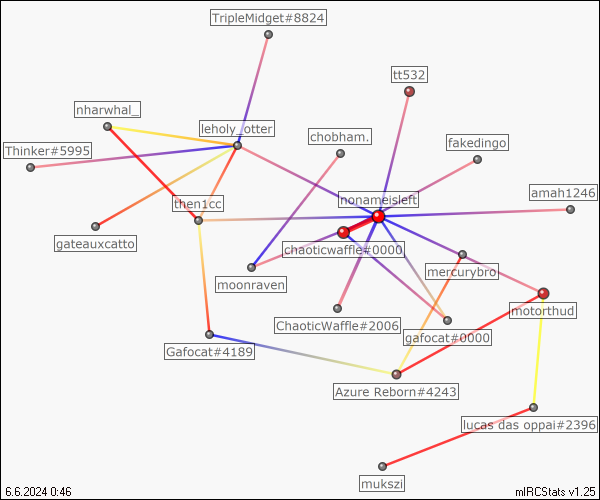 TripleMidget#8824
tt532
nharwhal_
leholy_otter
chobham.
Thinker#5995
fakedingo
nonameisleft
amah1246
then1cc
gateauxcatto
chaoticwaffle#0000
mercurybro
moonraven
motorthud
ChaoticWaffle#2006
gafocat#0000
Gafocat#4189
Azure Reborn#4243
lucas das oppai#2396
mukszi
6.6.2024 0:46
mIRCStats v1.25